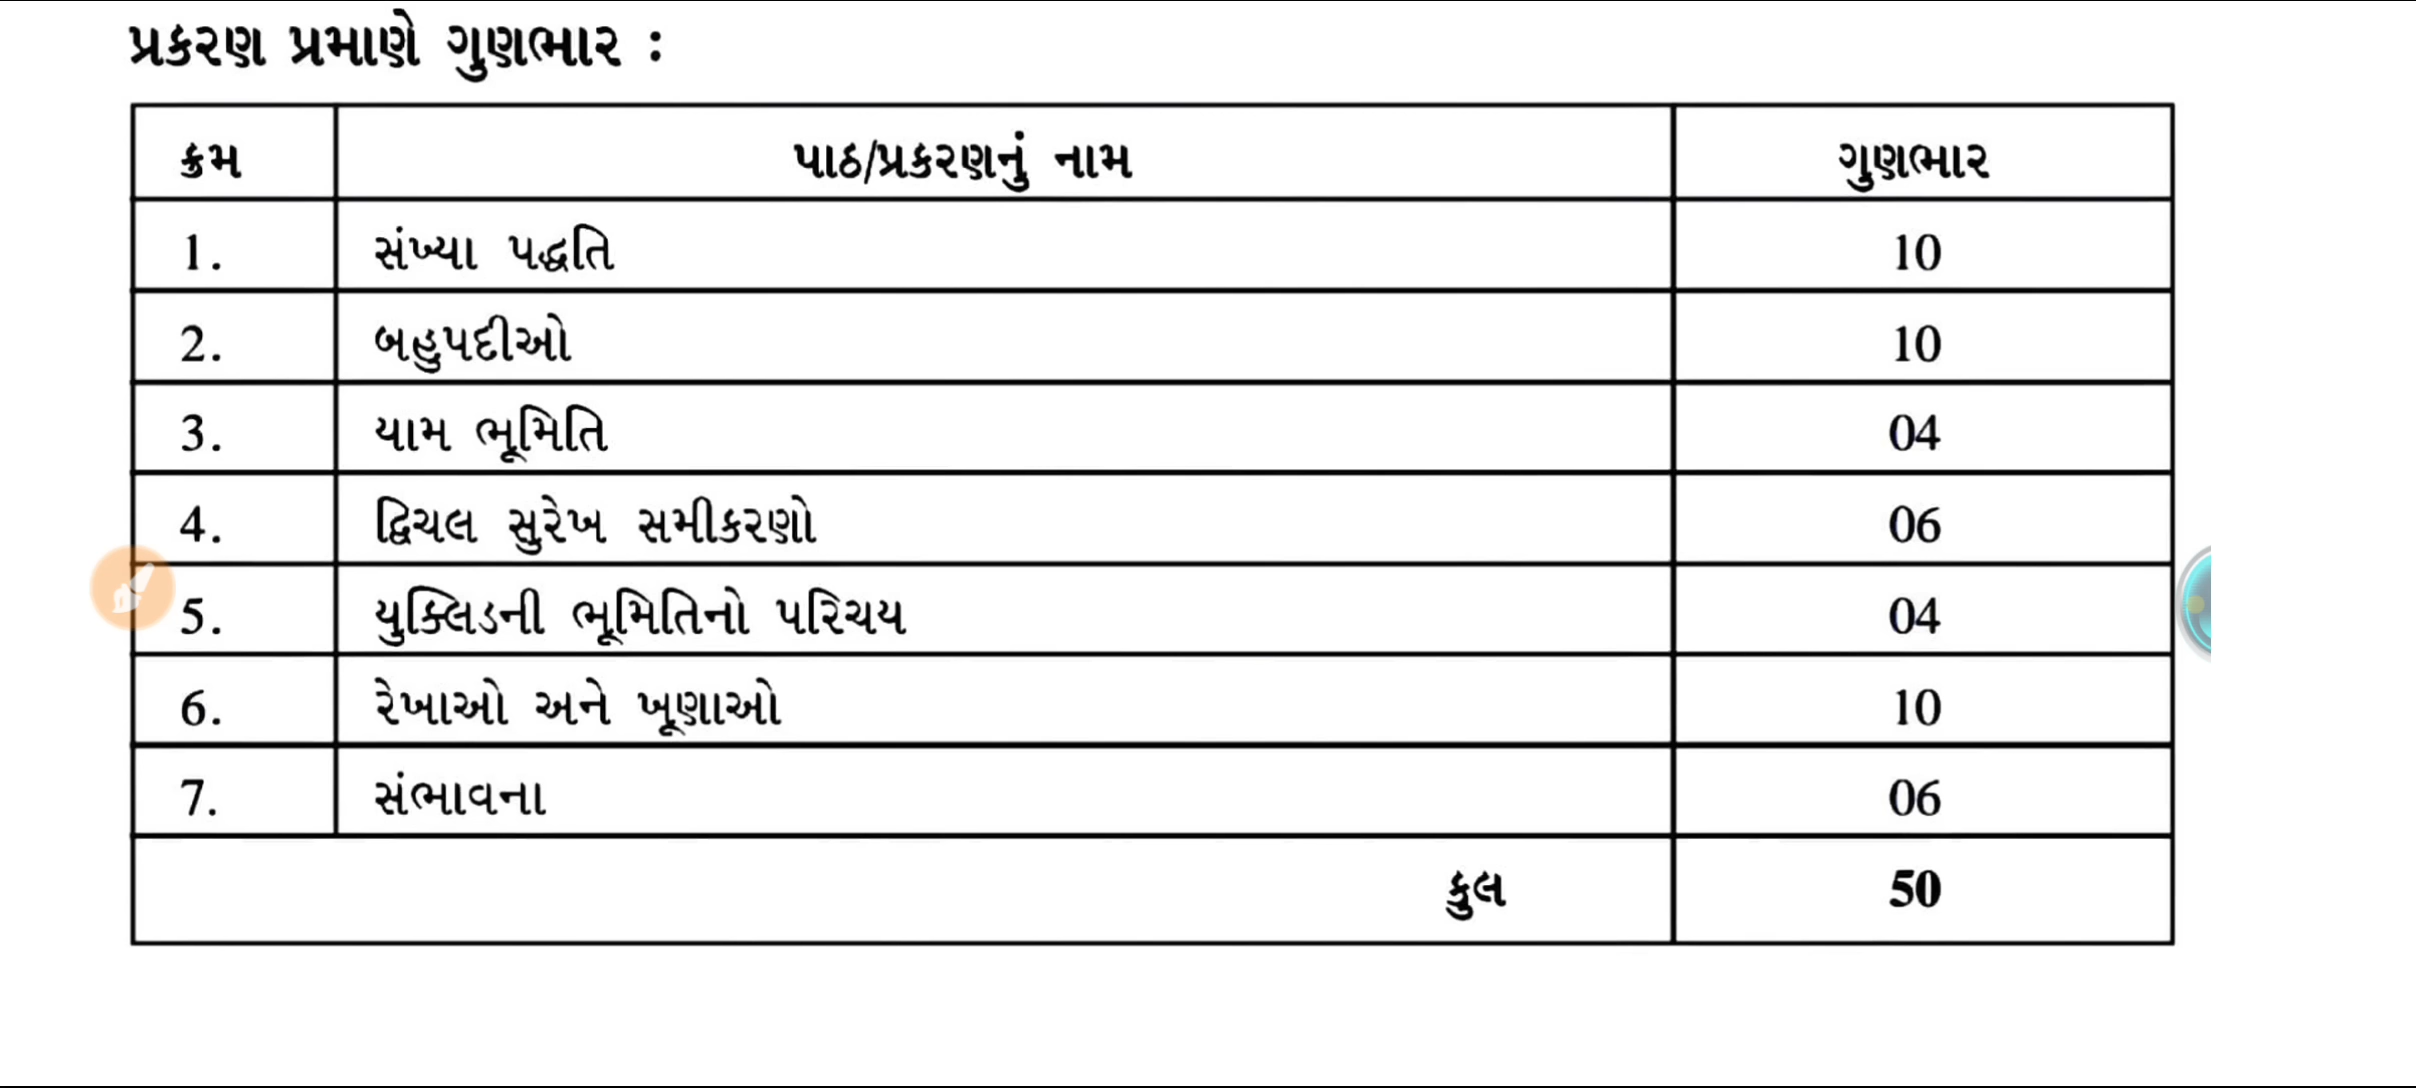 પ્રકરણ પ્રમાણે ગુણભાર :
ક્રમ પાઠ/પ્રકરણનું નામ ગુણભાર
1. સંખ્યા પદ્ધતિ 10
2. બહુપદીઓ 10
3. યામ ભૂમિતિ 04
4. દ્વિચલ સુરેખ સમીકરણો 06
5. યુક્લિડની ભૂમિતિનો પરિચય 04
6. રેખાઓ અને ખૂણાઓ 10
7. સંભાવના 06
કુલ 50